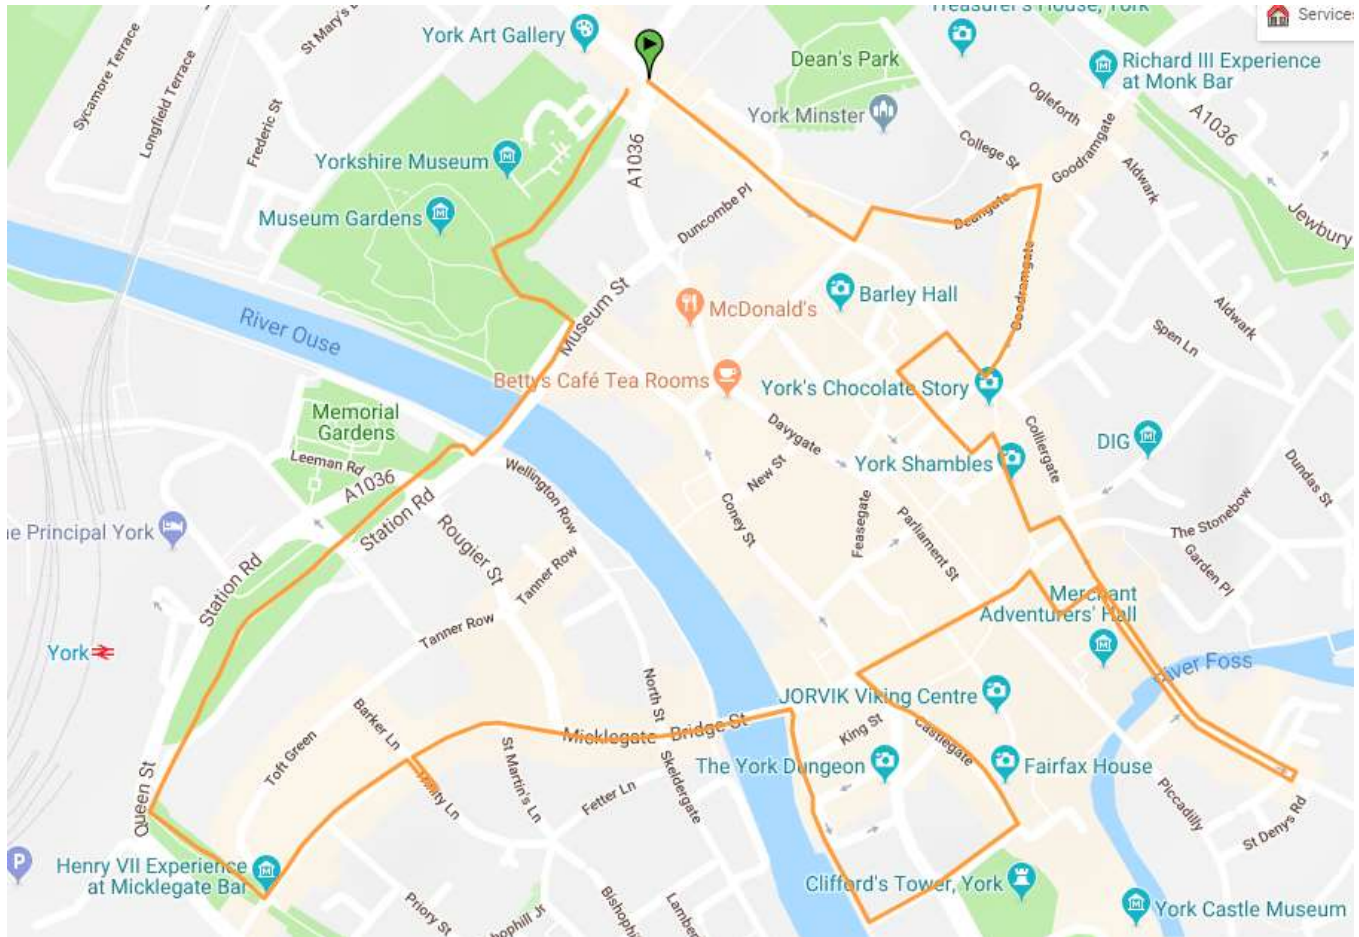 Treasurer's House, York
Services
St Mary's
York Art Gallery
Dean's Park
Richard III Experience
at Monk Bar
Sycamore Terrace
Longfield Terrace
Frederic St
York Minster
Ogleforth
Goodramgate
A1036
College St
Aldwark
Yorkshire Museum
A1036
Museum Gardens
Duncombe Pl
Deangate
Jewbury
Goodramgate
River Ouse
Museum St
Barley Hall
McDonald's
Aldwark
Spen Ln
Bettys Café Tea Rooms
York's Chocolate Story
Memorial
Gardens
Davygate
Colliergate
DIG
Leeman Rd
A1036
Wellington Row
New St
York Shambles
Dundas St
Station Rd
Coney St
Feasegate
Parliament St
The Stonebow
e Principal York
Rougier St
Garden Pl
Station Rd
Tanner Row
Merchant
Adventurers' Hall
Tanner Row
York
River Foss
North St
JORVIK Viking Centre
Barker Ln
Micklegate
Bridge St
King St
Castlegate
Toft Green
St Martin's Ln
Skeldergate
The York Dungeon
Fairfax House
Trinity Ln
Fetter Ln
Piccadilly
St Denys Rd
Queen St
P
Henry VII Experience
at Micklegate Bar
Clifford's Tower, York
Priory St
hophill Jr
Bishophi
Lamber
York Castle Museum